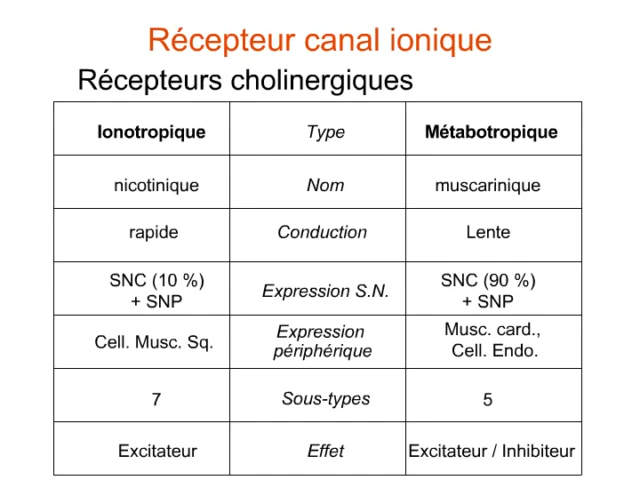 Récepteur canal ionique
Récepteurs cholinergiques
Ionotropique Type Métabotropique
nicotinique Nom muscarinique
rapide Conduction Lente
SNC (10 %) Expression S.N. SNC (90 %)
+ SNP + SNP
Cell. Musc. Sq. Expression Musc. card.,
périphérique Cell. Endo.
7 Sous-types 5
Excitateur Effet Excitateur / Inhibiteur